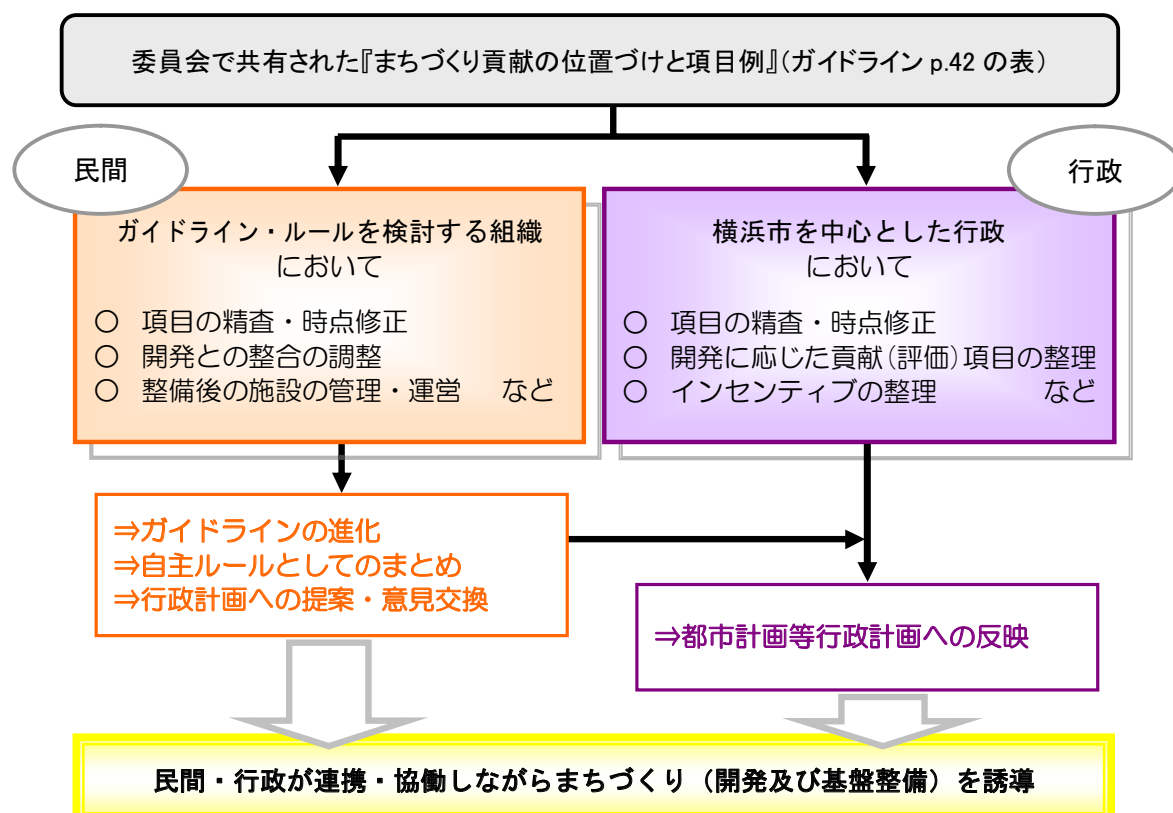 委員会で共有された『まちづくり貢献の位置づけと項目例』(ガイドライン p.42 の表)
民間
ガイドライン・ルールを検討する組織
において
○ 項目の精査・時点修正
○ 開発との整合の調整
○ 整備後の施設の管理・運営 など
行政
横浜市を中心とした行政
において
○ 項目の精査・時点修正
○ 開発に応じた貢献(評価)項目の整理
○ インセンティブの整理 など
⇒ガイドラインの進化
⇒自主ルールとしてのまとめ
⇒行政計画への提案・意見交換
⇒都市計画等行政計画への反映
民間・行政が連携・協働しながらまちづくり(開発及び基盤整備)を誘導